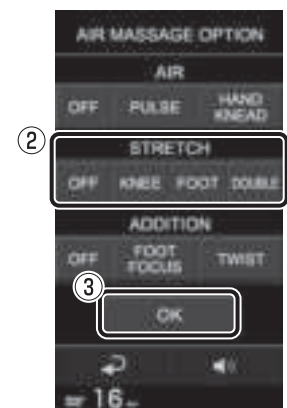 AIR MASSAGE OPTION
AIR
OFF PULSE HAND KNEAD
②
STRETCH
OFF KNEE FOOT DOUBLE
ADDITION
OFF FOOT FOCUS TWIST
③
OK
16